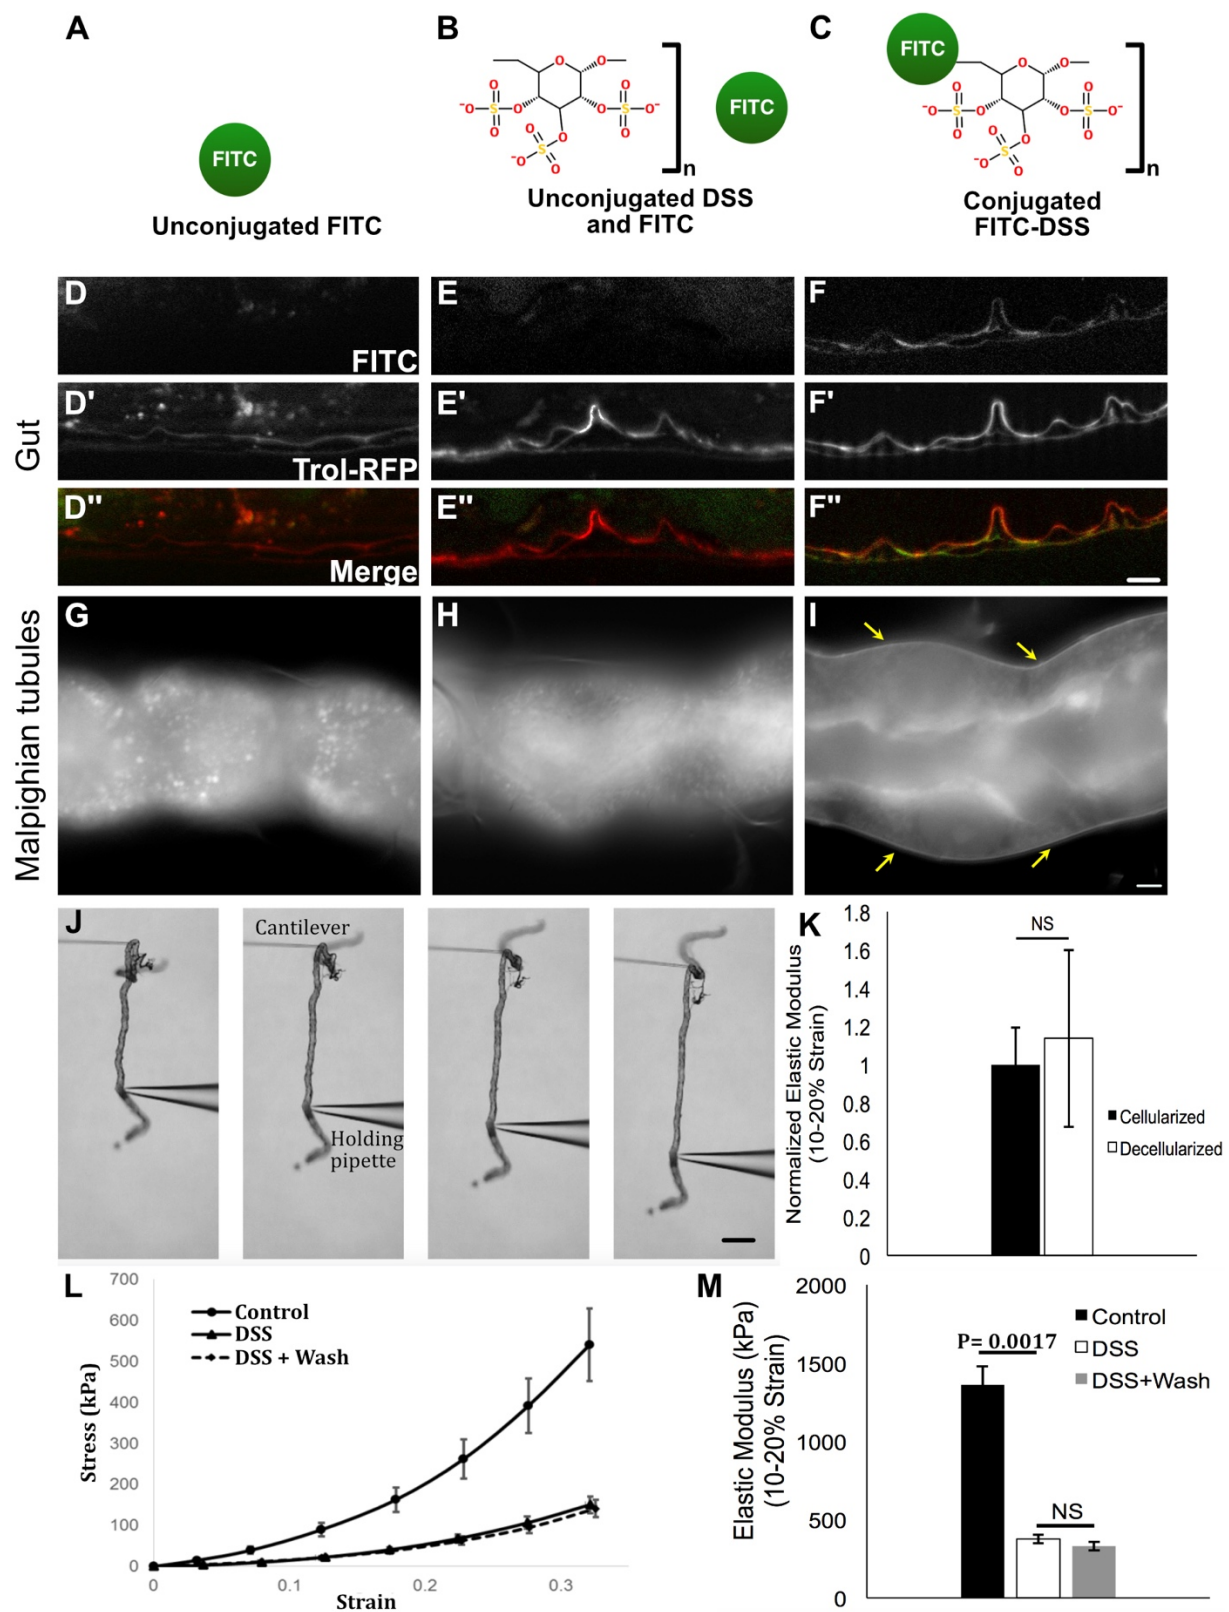 A
B
C
FITC
Unconjugated FITC
O
O
O
O
-O
S
O
O
S
O-
O
O
O
O
S
-O
O
n
FITC
Unconjugated DSS
and FITC
FITC
O
O
O
O
-O
S
O
O
S
O-
O
O
O
O
S
-O
O
n
Conjugated
FITC-DSS
Gut
D
FITC
E
F
D'
Trol-RFP
E'
F'
D"
Merge
E"
F"
Malpighian tubules
G
H
I
J
Cantilever
Holding
pipette
K
Normalized Elastic Modulus
(10-20% Strain)
1.8
1.6
1.4
1.2
1
0.8
0.6
0.4
0.2
0
NS
Cellularized
Decellularized
L
Stress (kPa)
700
600
500
400
300
200
100
0
Control
DSS
DSS + Wash
0
0.1
0.2
0.3
Strain
M
Elastic Modulus (kPa)
(10-20% Strain)
2000
1500
1000
500
0
P= 0.0017
NS
Control
DSS
DSS+Wash